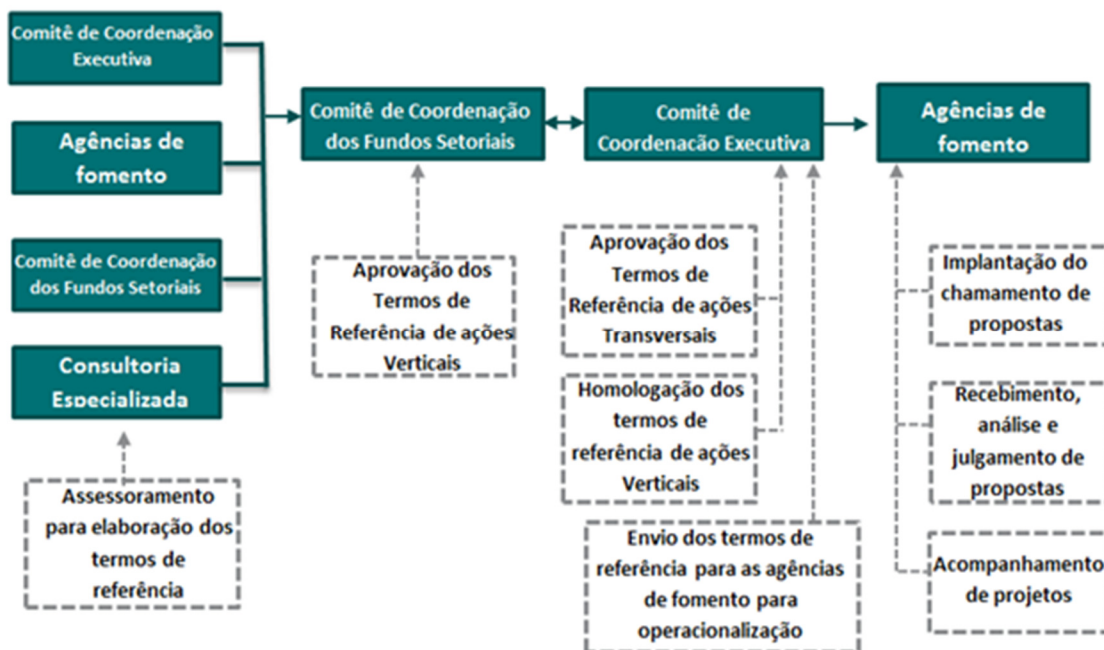 Comitê de Coordenação
Executiva
Agências de
fomento
Comitê de Coordenação
dos Fundos Setoriais
Consultoria
Especializada
Assessoramento
para elaboração dos
termos de
referência
Comitê de Coordenação
dos Fundos Setoriais
Aprovação dos
Termos de
Referência de ações
Verticais
Comitê de
Coordenacão Executiva
Aprovação dos
Termos de
Referência de ações
Transversais
Homologação dos
termos de
referência de ações
Verticais
Envio dos termos de
referência para as agências
de fomento para
operacionalização
Agências de
fomento
Implantação do
chamamento de
propostas
Recebimento,
análise e
julgamento de
propostas
Acompanhamento
de projetos